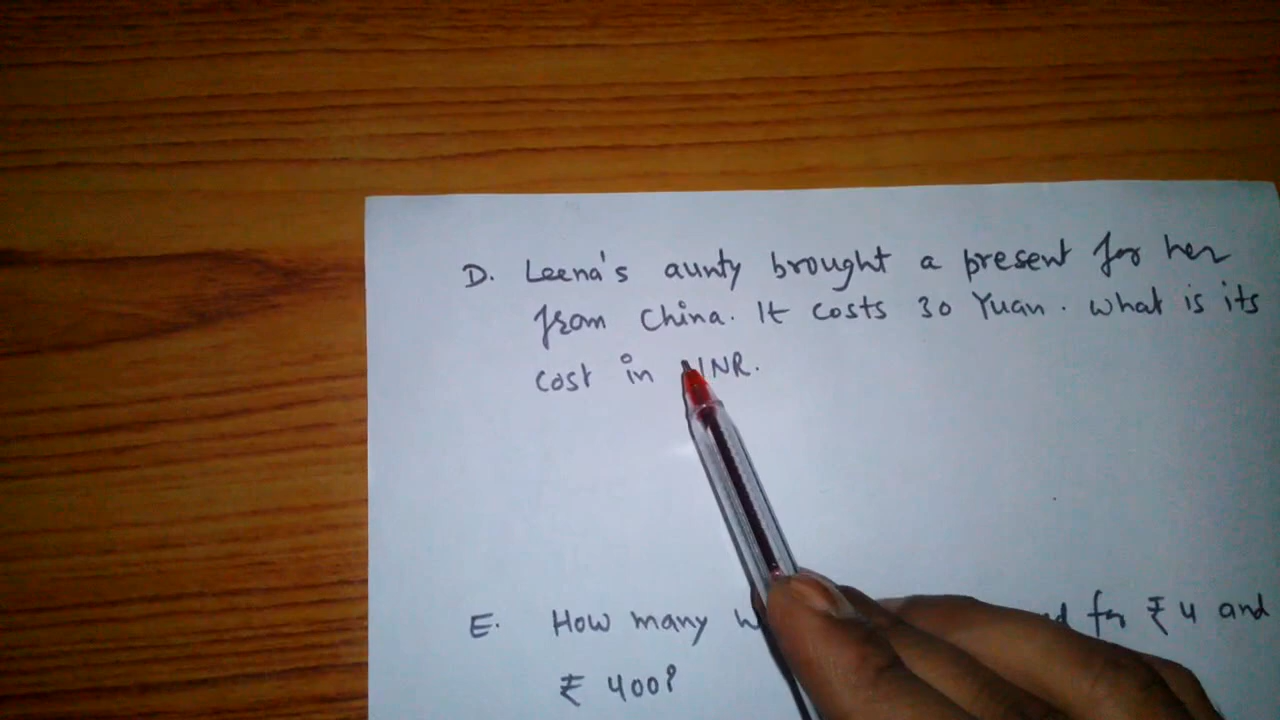 D. Leena's aunty brought a present for her
from China. It costs 30 Yuan. What is its
cost in INR.
E. How many for ₹4 and
₹ 400?